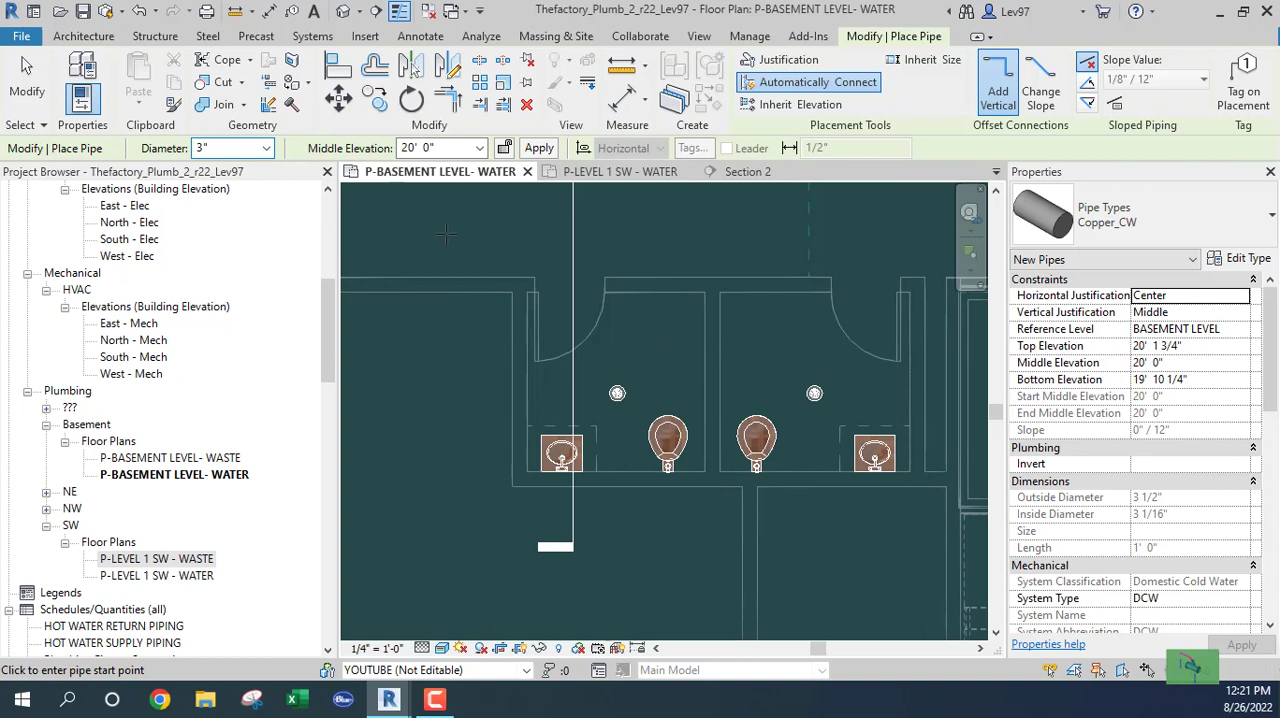 Thefactory_Plumb_2_r22_Lev97 - Floor Plan: P-BASEMENT LEVEL- WATER
Lev97
File Architecture Structure Steel Precast Systems Insert Annotate Analyze Massing & Site Collaborate View Manage Add-Ins Modify | Place Pipe
Modify
Select
Properties
Paste
Clipboard
Cope
Cut
Join
Geometry
Modify
View
Measure
Create
Justification
Automatically Connect
Inherit Elevation
Inherit Size
Placement Tools
Add Vertical
Change Slope
Offset Connections
Slope Value:
1/8" / 12"
Sloped Piping
Tag on Placement
Tag
Modify | Place Pipe Diameter: 3" Middle Elevation: 20' 0" Apply Horizontal Tags... Leader 1/2"
Project Browser - Thefactory_Plumb_2_r22_Lev97
Elevations (Building Elevation)
East - Elec
North - Elec
South - Elec
West - Elec
Mechanical
HVAC
Elevations (Building Elevation)
East - Mech
North - Mech
South - Mech
West - Mech
Plumbing
???
Basement
Floor Plans
P-BASEMENT LEVEL- WASTE
P-BASEMENT LEVEL- WATER
NE
NW
SW
Floor Plans
P-LEVEL 1 SW - WASTE
P-LEVEL 1 SW - WATER
Legends
Schedules/Quantities (all)
HOT WATER RETURN PIPING
HOT WATER SUPPLY PIPING
P-BASEMENT LEVEL- WATER
P-LEVEL 1 SW - WATER
Section 2
Properties
Pipe Types
Copper_CW
New Pipes
Edit Type
Constraints
Horizontal Justification Center
Vertical Justification Middle
Reference Level BASEMENT LEVEL
Top Elevation 20' 1 3/4"
Middle Elevation 20' 0"
Bottom Elevation 19' 10 1/4"
Start Middle Elevation 20' 0"
End Middle Elevation 20' 0"
Slope 0" / 12"
Plumbing
Invert
Dimensions
Outside Diameter 3 1/2"
Inside Diameter 3 1/16"
Size
Length 1' 0"
Mechanical
System Classification Domestic Cold Water
System Type DCW
System Name
System Abbreviation DCW
Properties help
Apply
1/4" = 1'-0"
Click to enter pipe start point
YOUTUBE (Not Editable)
:0
Main Model
12:21 PM
8/26/2022